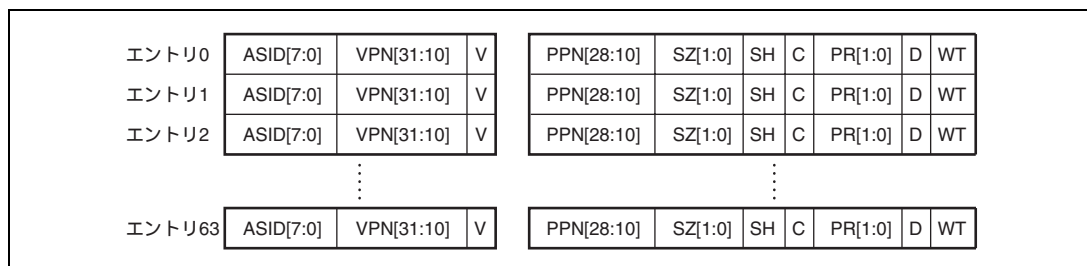 エントリ0 ASID[7:0] VPN[31:10] V PPN[28:10] SZ[1:0] SH C PR[1:0] D WT
エントリ1 ASID[7:0] VPN[31:10] V PPN[28:10] SZ[1:0] SH C PR[1:0] D WT
エントリ2 ASID[7:0] VPN[31:10] V PPN[28:10] SZ[1:0] SH C PR[1:0] D WT
エントリ63 ASID[7:0] VPN[31:10] V PPN[28:10] SZ[1:0] SH C PR[1:0] D WT